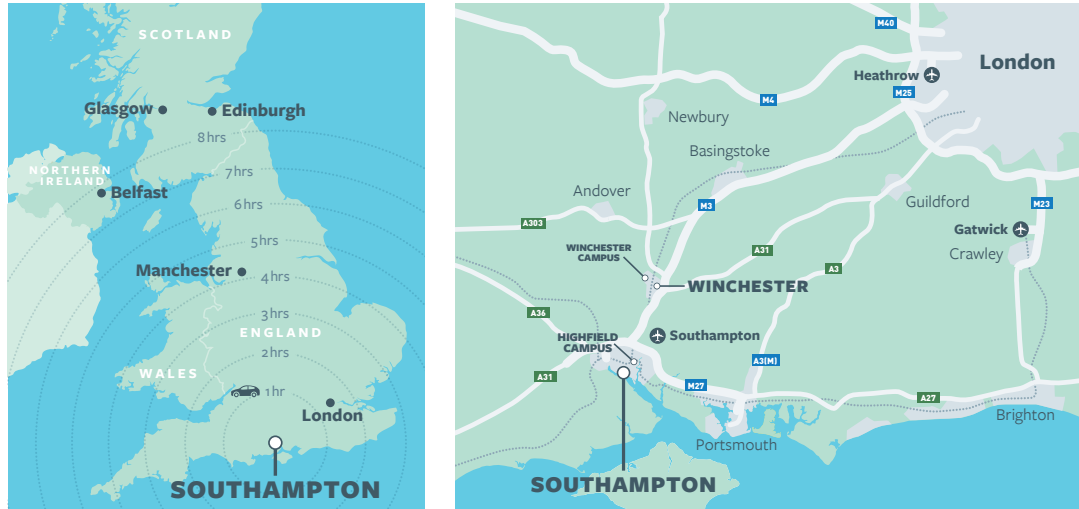 SCOTLAND
Glasgow
Edinburgh
8hrs
NORTHERN
IRELAND
7hrs
Belfast
6hrs
5hrs
Manchester
4hrs
3hrs
ENGLAND
2hrs
WALES
1hr
London
SOUTHAMPTON
M40
London
Heathrow
M25
M4
Newbury
Basingstoke
Andover
Guildford
M3
M23
A303
Gatwick
WINCHESTER
CAMPUS
A31
Crawley
A3
WINCHESTER
A36
HIGHFIELD
CAMPUS
Southampton
A3(M)
A31
M27
A27
Brighton
Portsmouth
SOUTHAMPTON